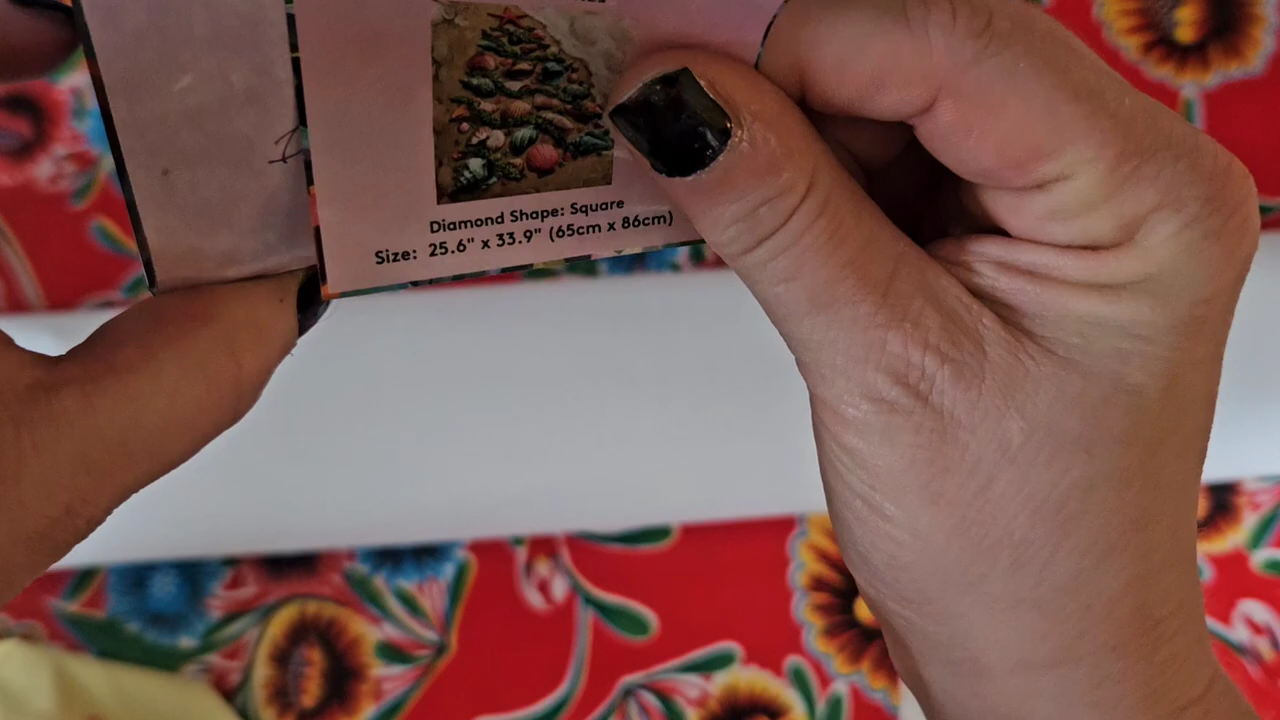 Diamond Shape: Square
Size: 25.6" x 33.9" (65cm x 86cm)